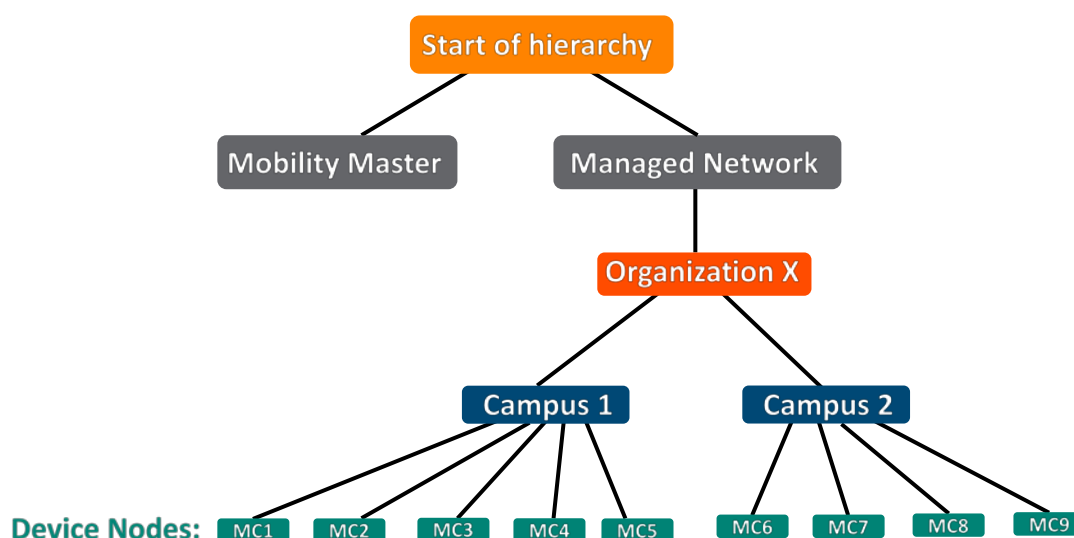 Start of hierarchy
Mobility Master
Managed Network
Organization X
Campus 1
Campus 2
Device Nodes:
MC1
MC2
MC3
MC4
MC5
MC6
MC7
MC8
MC9